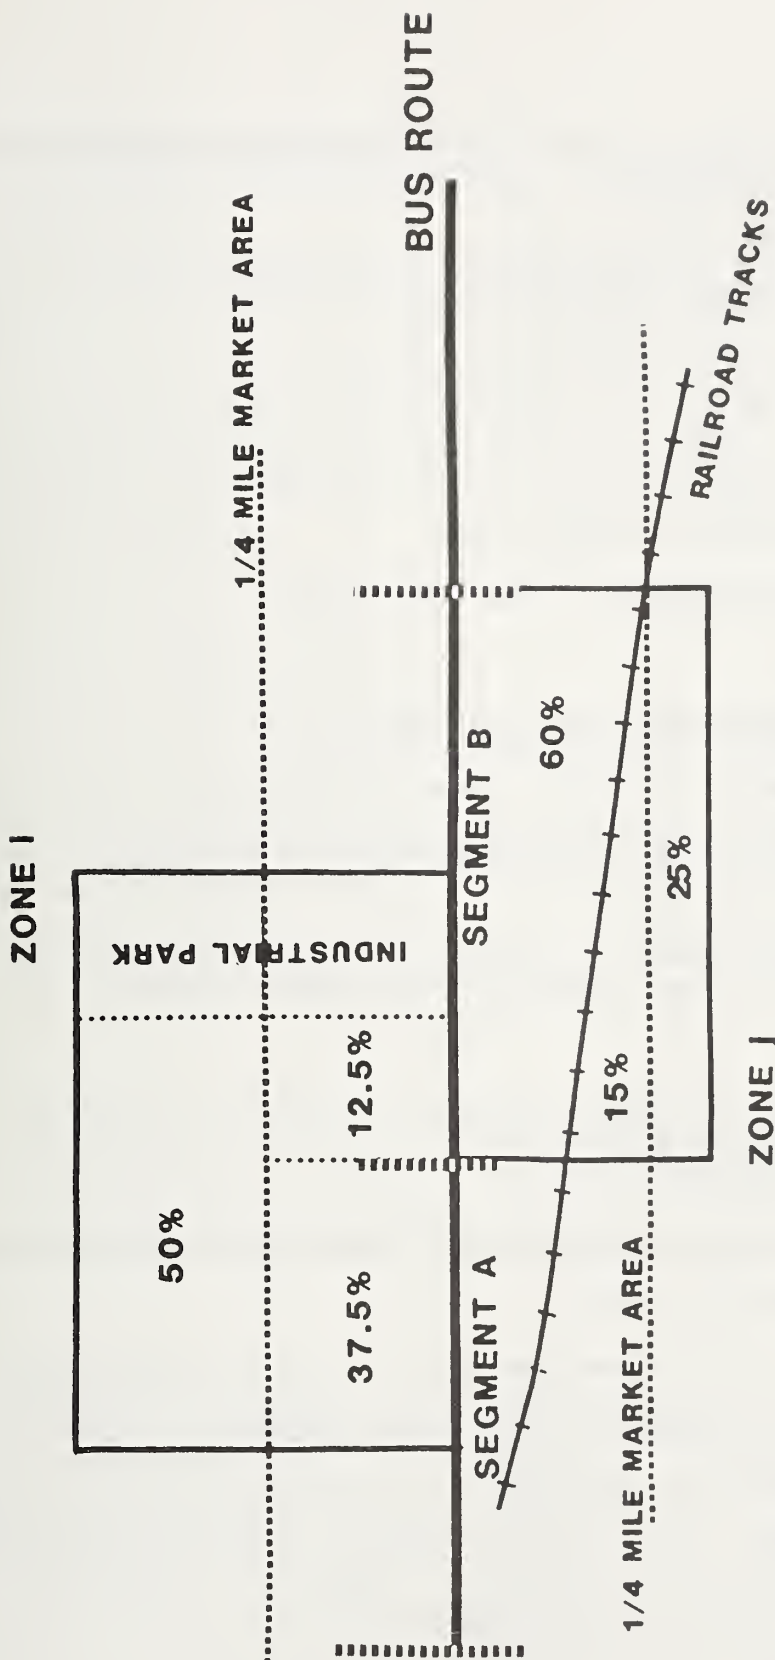 ZONE I
1/4 MILE MARKET AREA
BUS ROUTE
50%
INDUSTRIAL PARK
37.5%
12.5%
SEGMENT A
SEGMENT B
60%
15%
25%
1/4 MILE MARKET AREA
RAILROAD TRACKS
ZONE J